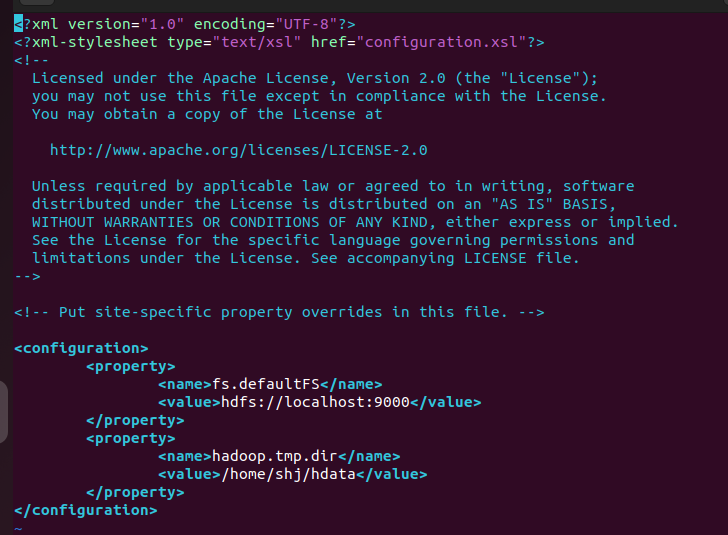 <?xml version="1.0" encoding="UTF-8"?>
<?xml-stylesheet type="text/xsl" href="configuration.xsl"?>
<!--
  Licensed under the Apache License, Version 2.0 (the "License");
  you may not use this file except in compliance with the License.
  You may obtain a copy of the License at

    http://www.apache.org/licenses/LICENSE-2.0

  Unless required by applicable law or agreed to in writing, software
  distributed under the License is distributed on an "AS IS" BASIS,
  WITHOUT WARRANTIES OR CONDITIONS OF ANY KIND, either express or implied.
  See the License for the specific language governing permissions and
  limitations under the License. See accompanying LICENSE file.
-->

<!-- Put site-specific property overrides in this file. -->

<configuration>
        <property>
                <name>fs.defaultFS</name>
                <value>hdfs://localhost:9000</value>
        </property>
        <property>
                <name>hadoop.tmp.dir</name>
                <value>/home/shj/hdata</value>
        </property>
</configuration>
~